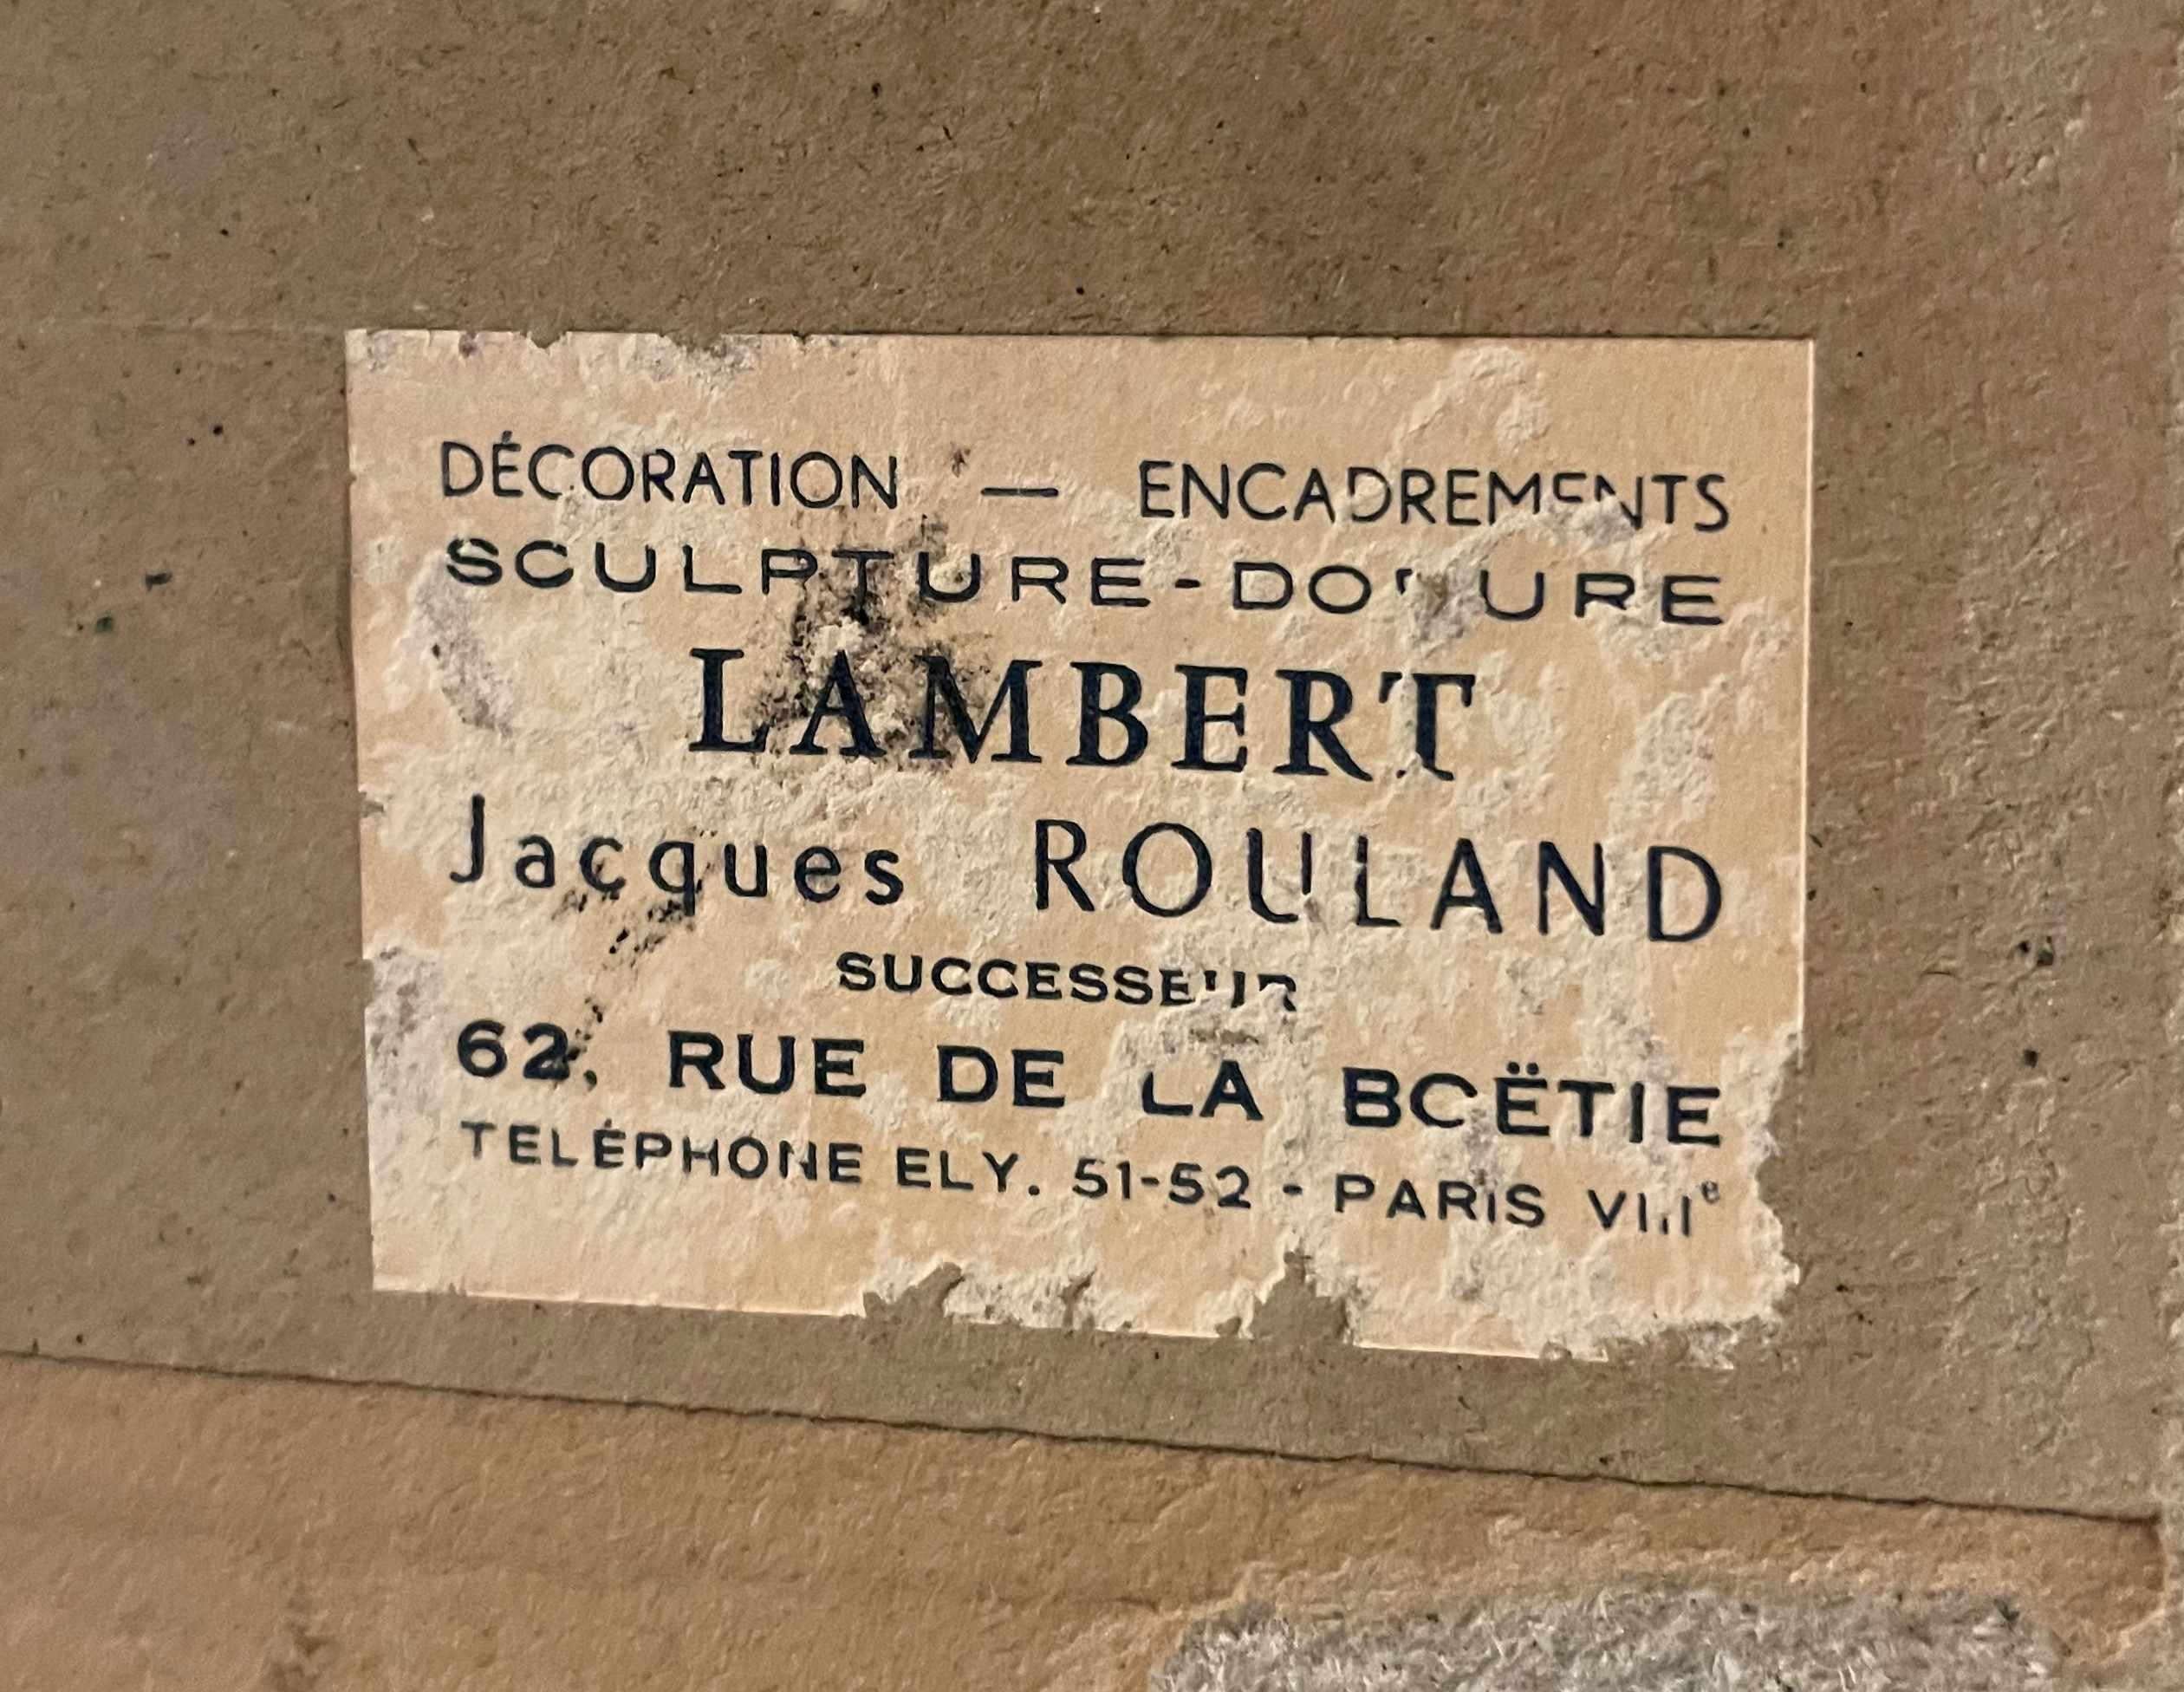 DÉCORATION — ENCADREMENTS
SCULPTURE-DORURE
LAMBERT
Jacques ROULAND
SUCCESSEUR
62, RUE DE LA BOËTIE
TELÉPHONE ELY. 51-52 - PARIS VIIIe